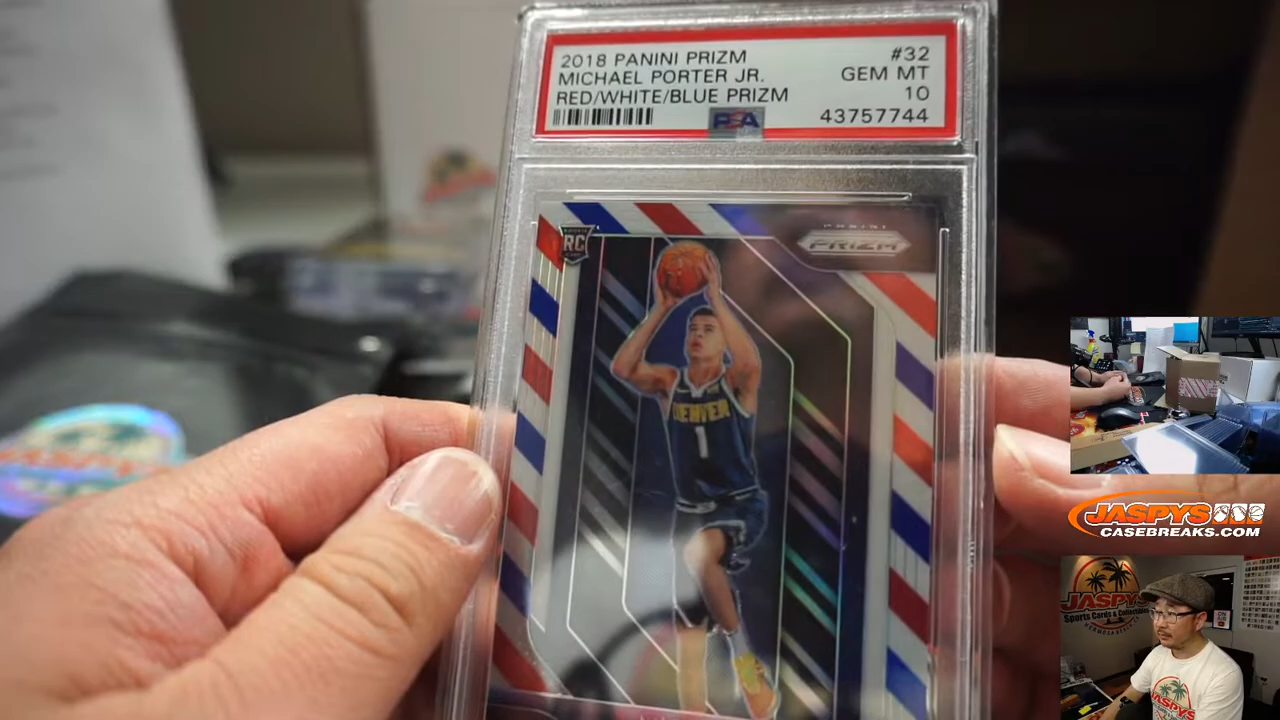 2018 PANINI PRIZM
MICHAEL PORTER JR.
RED/WHITE/BLUE PRIZM
#32
GEM MT
10
43757744
PSA
RC
PANINI
PRIZM
DENVER
1
JASPYS
CASEBREAKS.COM
JASPYS
Sports Cards & Collectibles
JASPYS